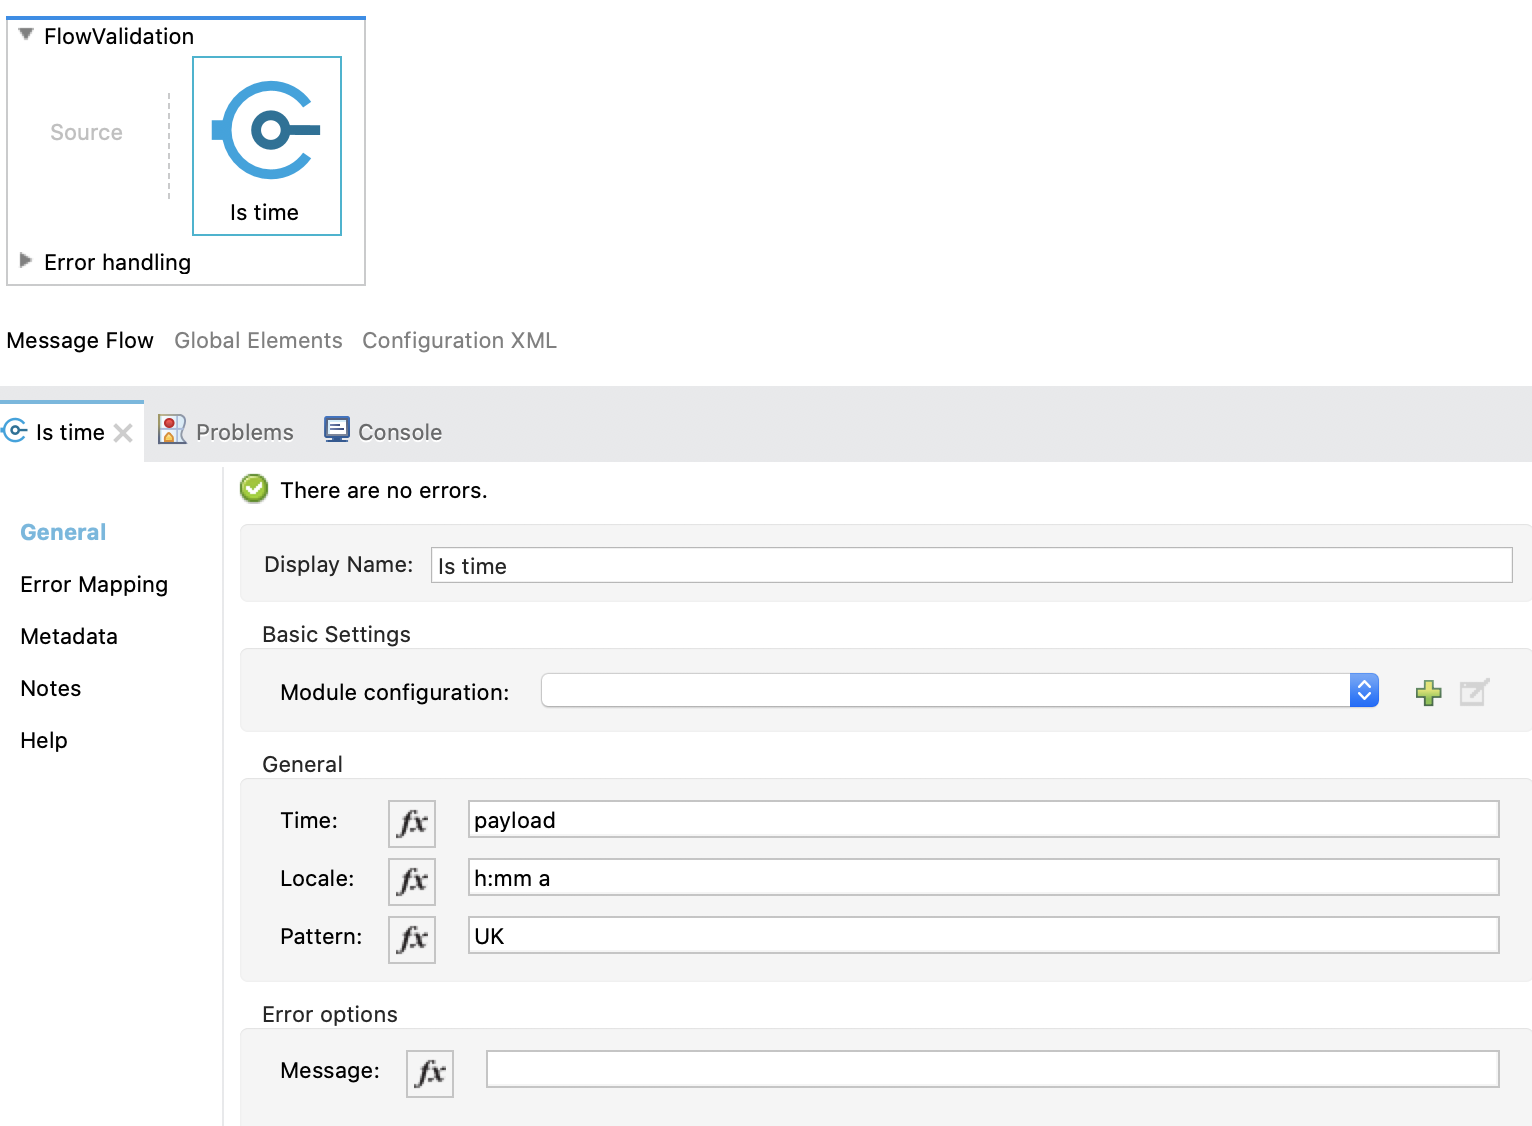 FlowValidation
Source
Is time
Error handling
Message Flow Global Elements Configuration XML
Is time Problems Console
There are no errors.
General
Display Name: Is time
Error Mapping
Basic Settings
Metadata
Module configuration:
Notes
Help
General
Time: fx payload
Locale: fx h:mm a
Pattern: fx UK
Error options
Message: fx